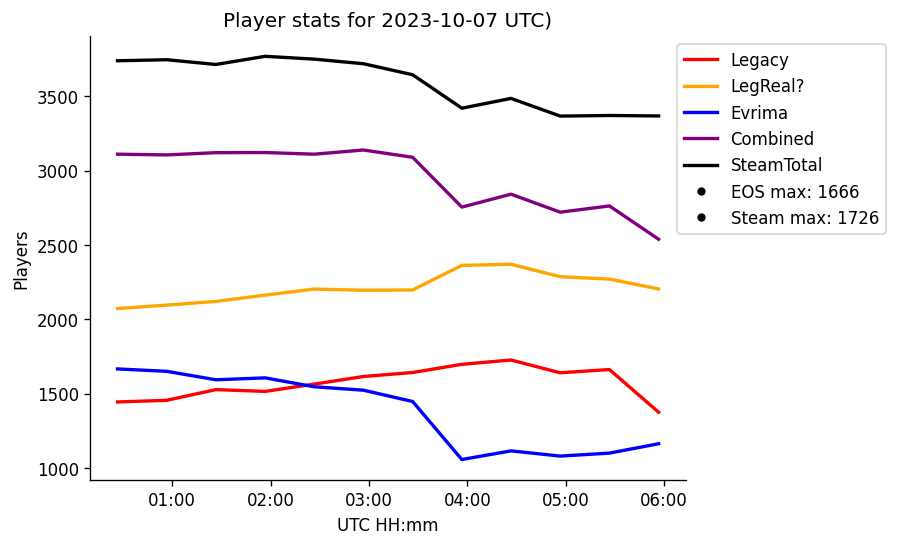 Player stats for 2023-10-07 UTC)
Players
3500
3000
2500
2000
1500
1000
01:00 02:00 03:00 04:00 05:00 06:00
UTC HH:mm
Legacy
LegReal?
Evrima
Combined
SteamTotal
EOS max: 1666
Steam max: 1726